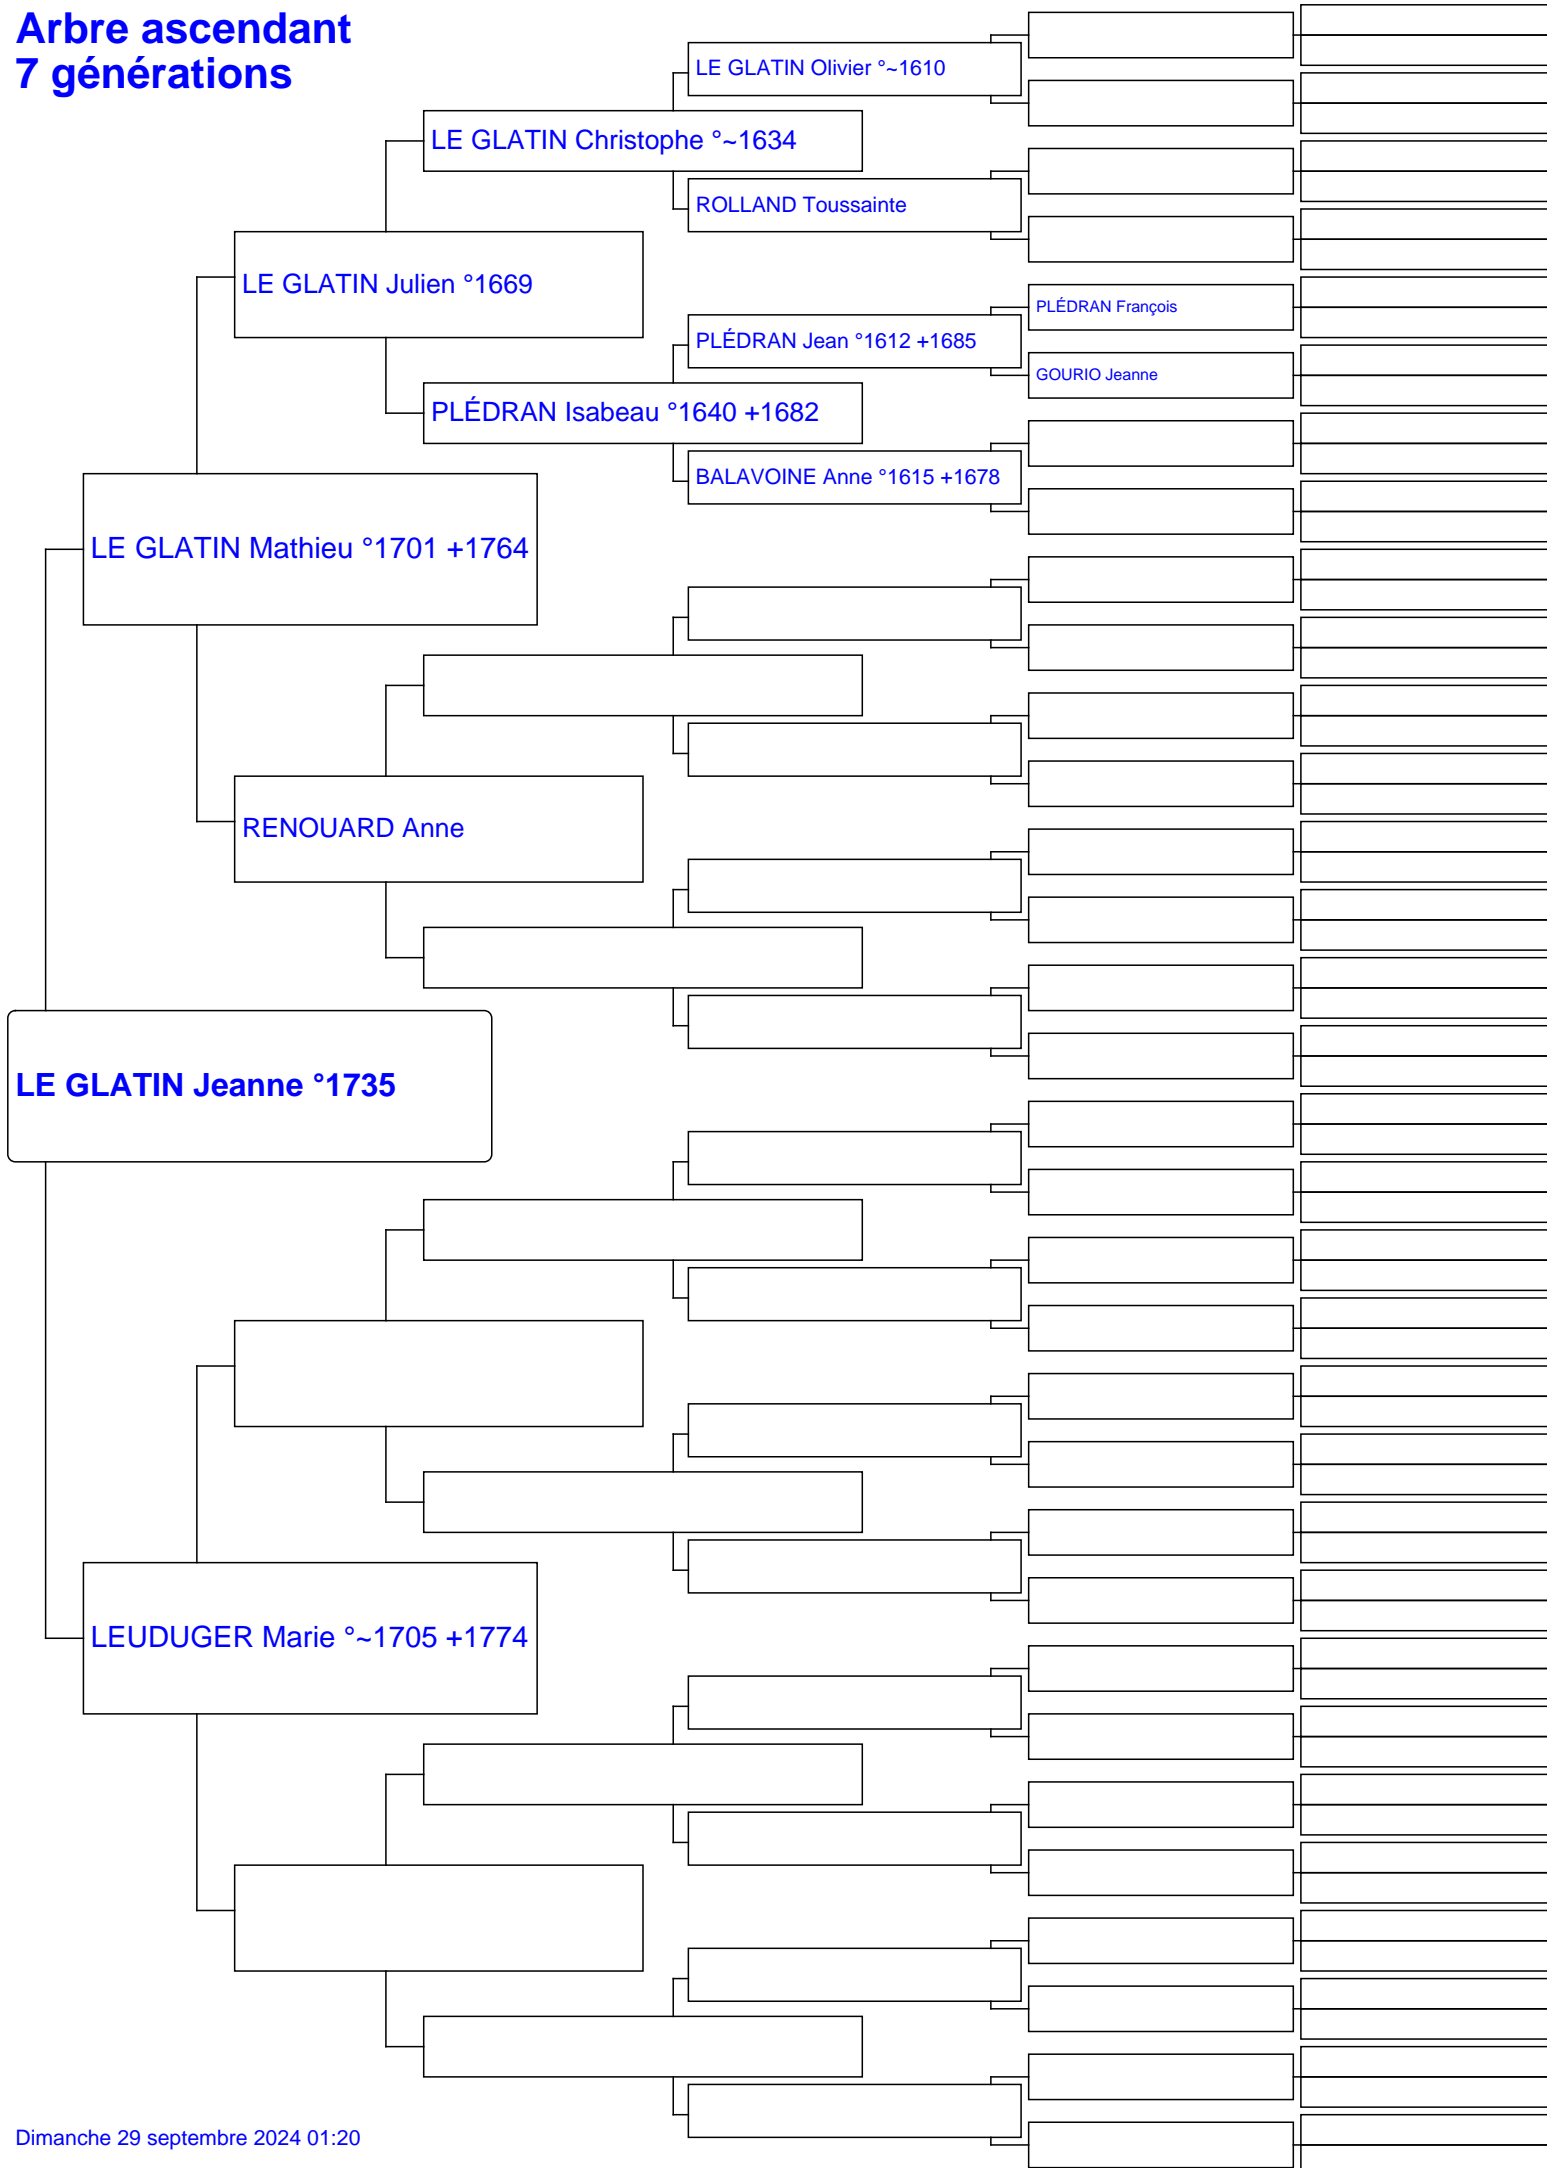 Arbre ascendant
7 générations
LE GLATIN Olivier °~1610
LE GLATIN Christophe °~1634
ROLLAND Toussainte
LE GLATIN Julien °1669
PLÉDRAN François
PLÉDRAN Jean °1612 +1685
GOURIO Jeanne
PLÉDRAN Isabeau °1640 +1682
BALAVOINE Anne °1615 +1678
LE GLATIN Mathieu °1701 +1764
RENOUARD Anne
LE GLATIN Jeanne °1735
LEUDUGER Marie °~1705 +1774
Dimanche 29 septembre 2024 01:20